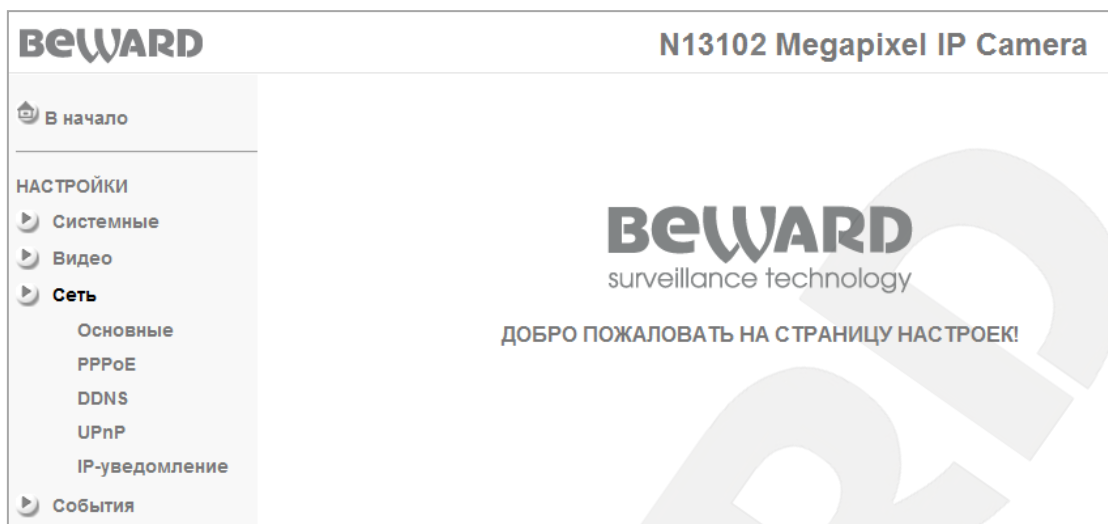 BEWARD
N13102 Megapixel IP Camera
В начало
НАСТРОЙКИ
Системные
Видео
Сеть
Основные
PPPoE
DDNS
UPnP
IP-уведомление
События
BEWARD
surveillance technology
ДОБРО ПОЖАЛОВАТЬ НА СТРАНИЦУ НАСТРОЕК!
RD